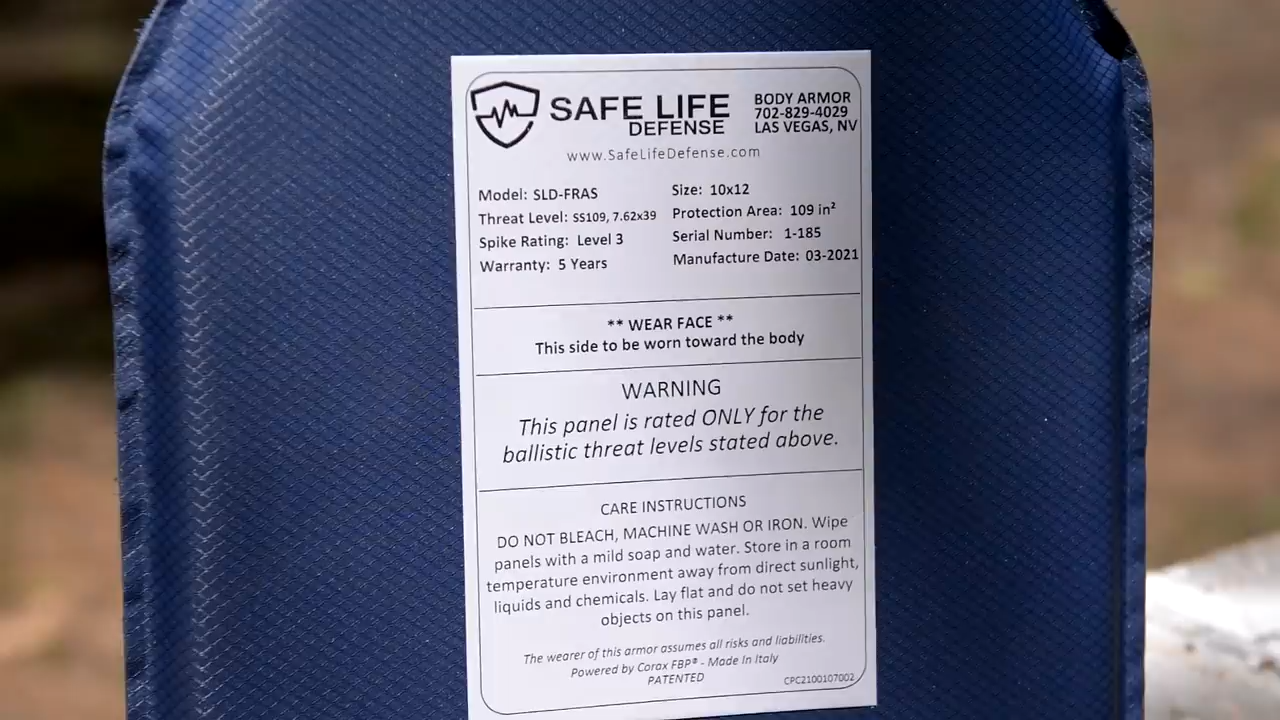 SAFE LIFE
DEFENSE
BODY ARMOR
702-829-4029
LAS VEGAS, NV
www.SafeLifeDefense.com
Model: SLD-FRAS
Threat Level: SS109, 7.62x39
Spike Rating: Level 3
Warranty: 5 Years
Size: 10x12
Protection Area: 109 in²
Serial Number: 1-185
Manufacture Date: 03-2021
** WEAR FACE **
This side to be worn toward the body
WARNING
This panel is rated ONLY for the
ballistic threat levels stated above.
CARE INSTRUCTIONS
DO NOT BLEACH, MACHINE WASH OR IRON. Wipe
panels with a mild soap and water. Store in a room
temperature environment away from direct sunlight,
liquids and chemicals. Lay flat and do not set heavy
objects on this panel.
The wearer of this armor assumes all risks and liabilities.
Powered by Corax FBP® - Made In Italy
PATENTED
CPC2100107002